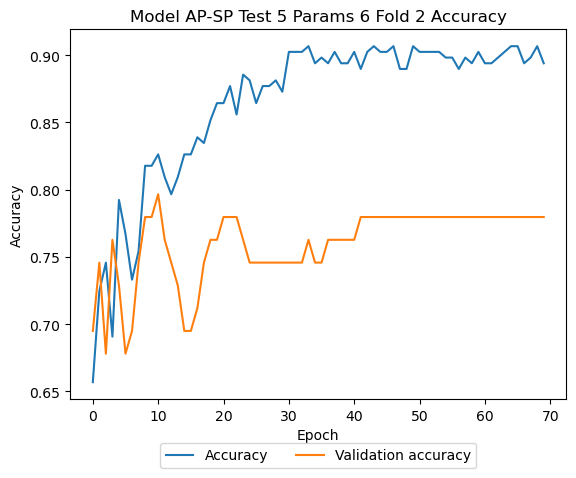 Model AP-SP Test 5 Params 6 Fold 2 Accuracy
0.90
0.85
0.80
0.75
0.70
0.65
Accuracy
0 10 20 30 40 50 60 70
Epoch
Accuracy Validation accuracy